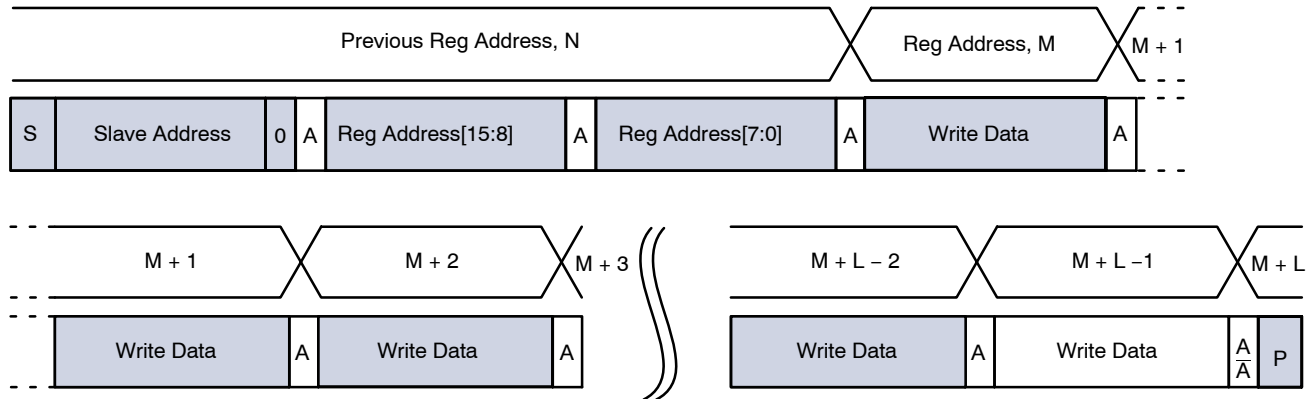 Previous Reg Address, N Reg Address, M M + 1
S Slave Address 0 A Reg Address[15:8] A Reg Address[7:0] A Write Data A
M + 1 M + 2 M + 3 M + L − 2 M + L −1 M + L
Write Data A Write Data A Write Data A Write Data A/A̅ P